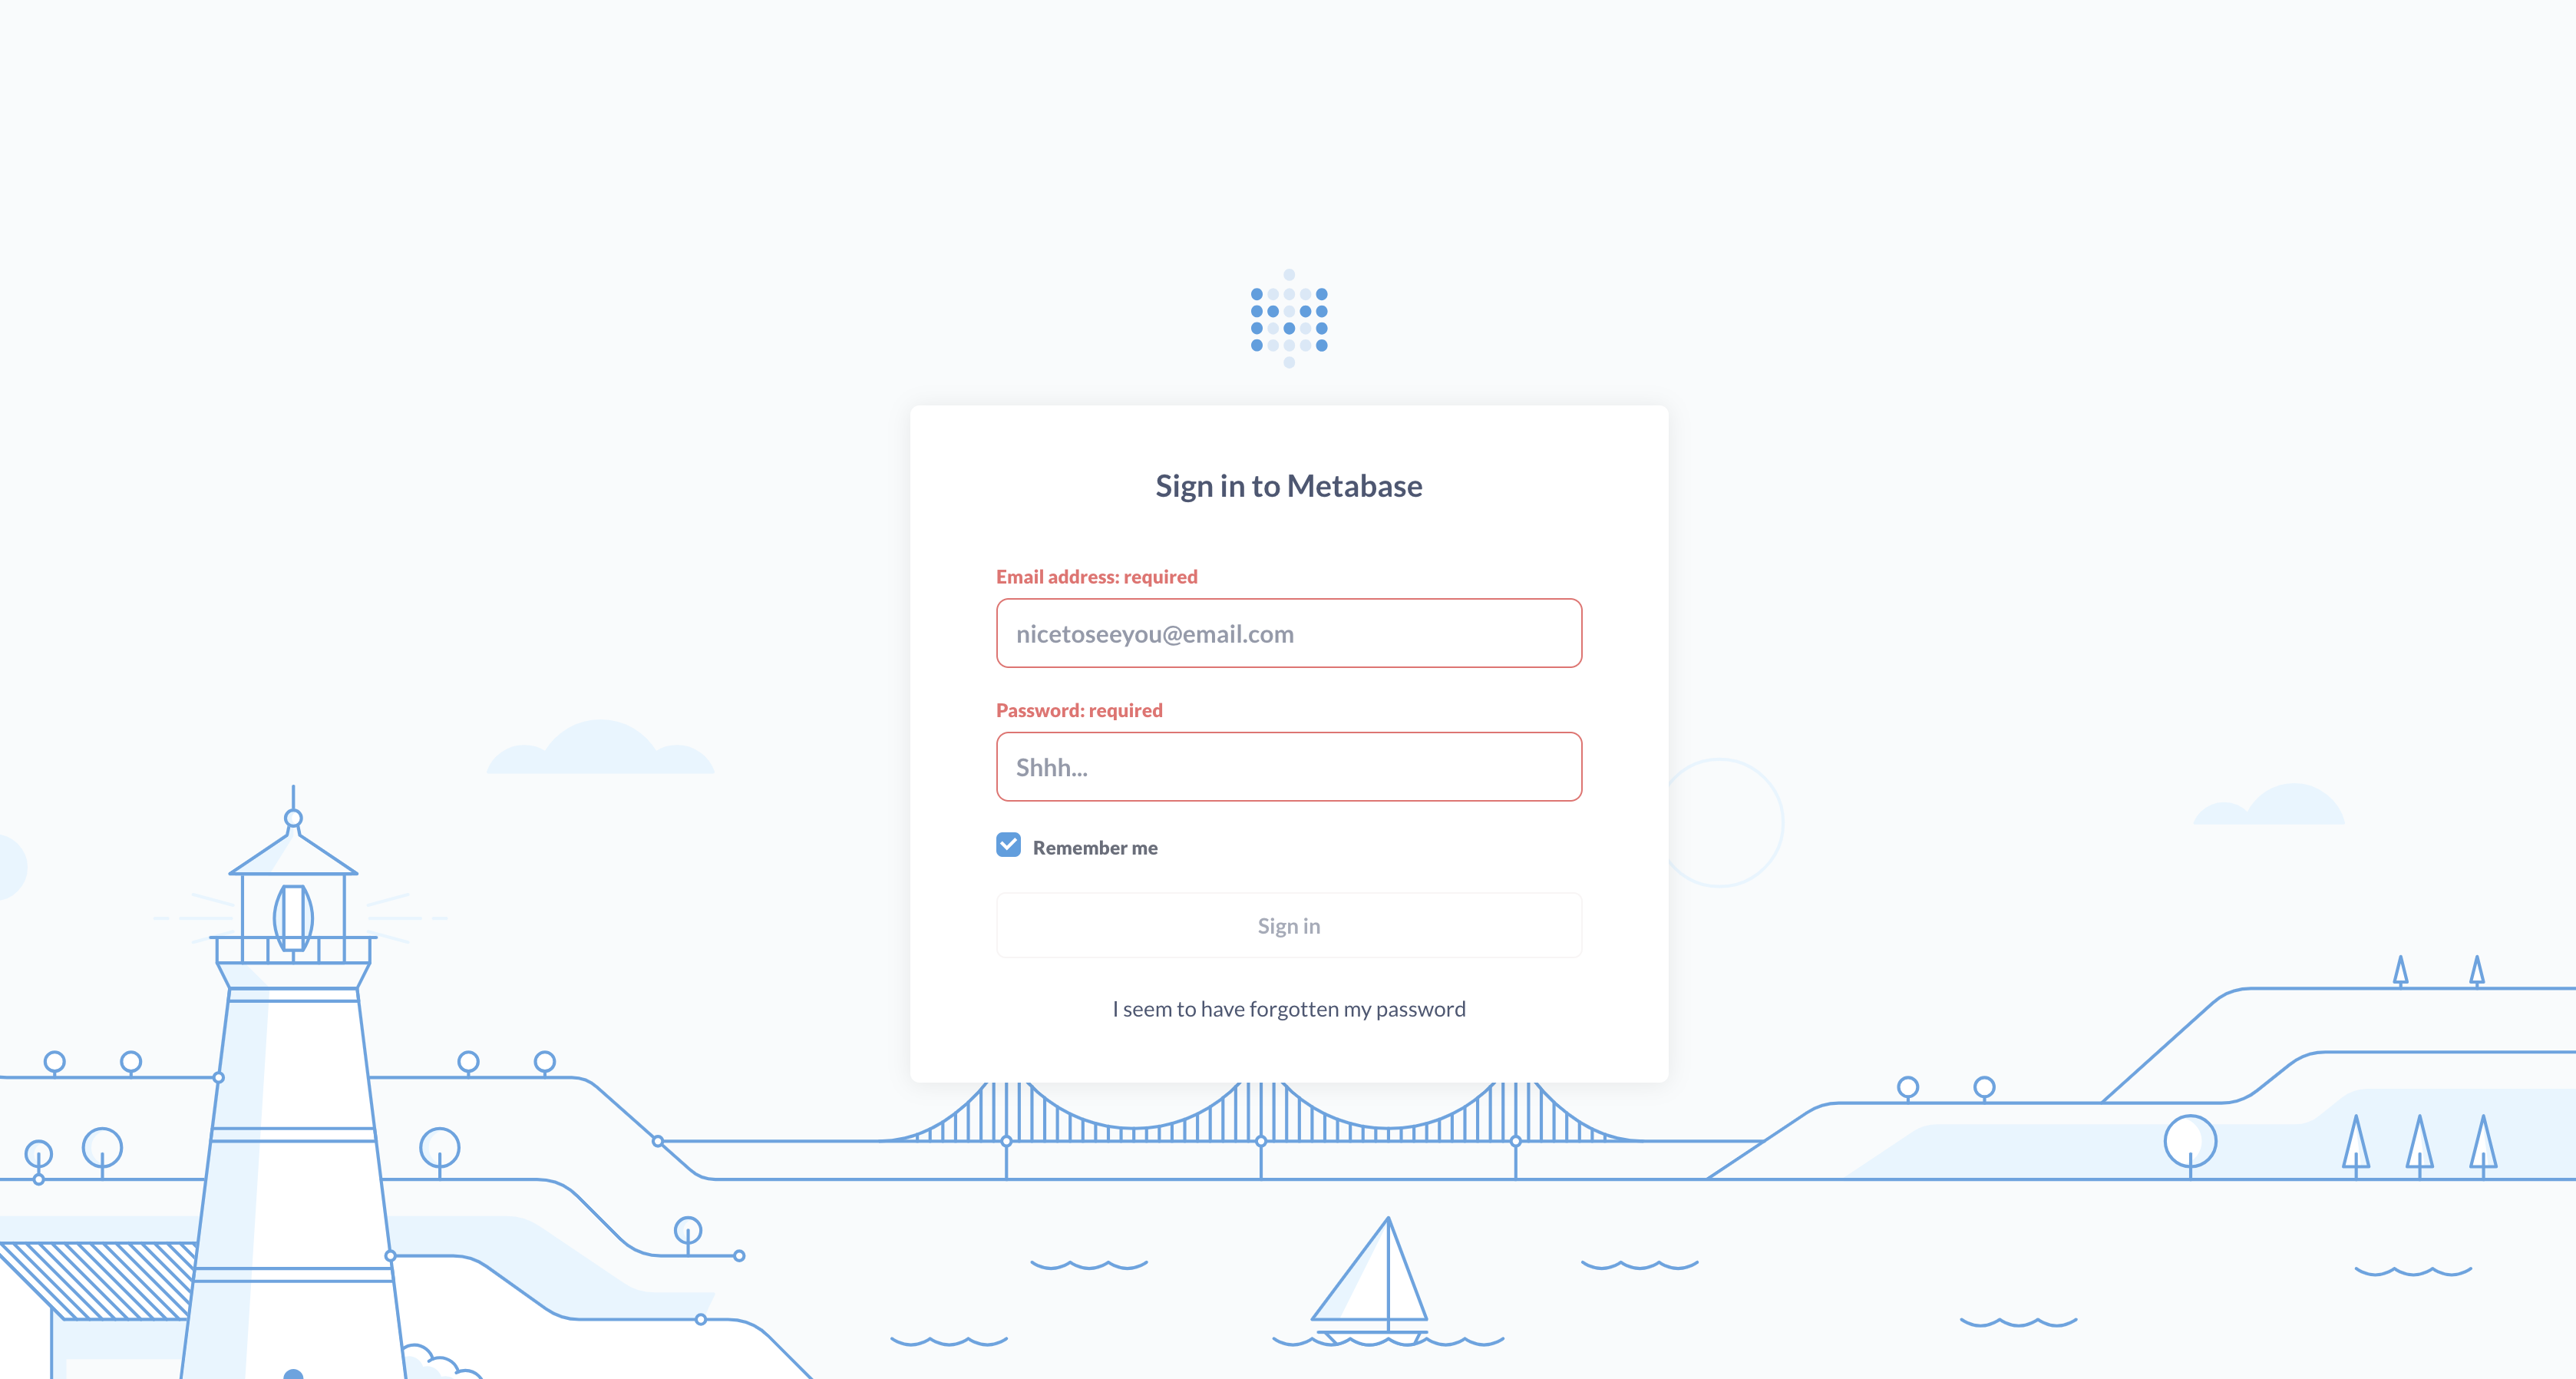 Sign in to Metabase
Email address: required
nicetoseeyou@email.com
Password: required
Shhh...
Remember me
Sign in
I seem to have forgotten my password